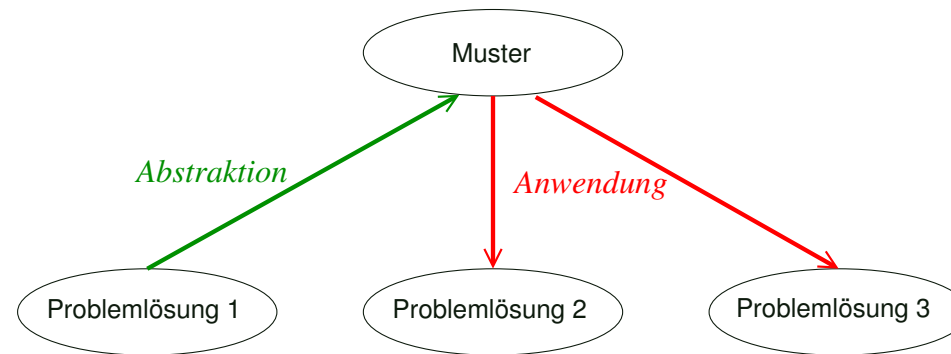 Muster
Abstraktion
Anwendung
Problemlösung 1
Problemlösung 2
Problemlösung 3